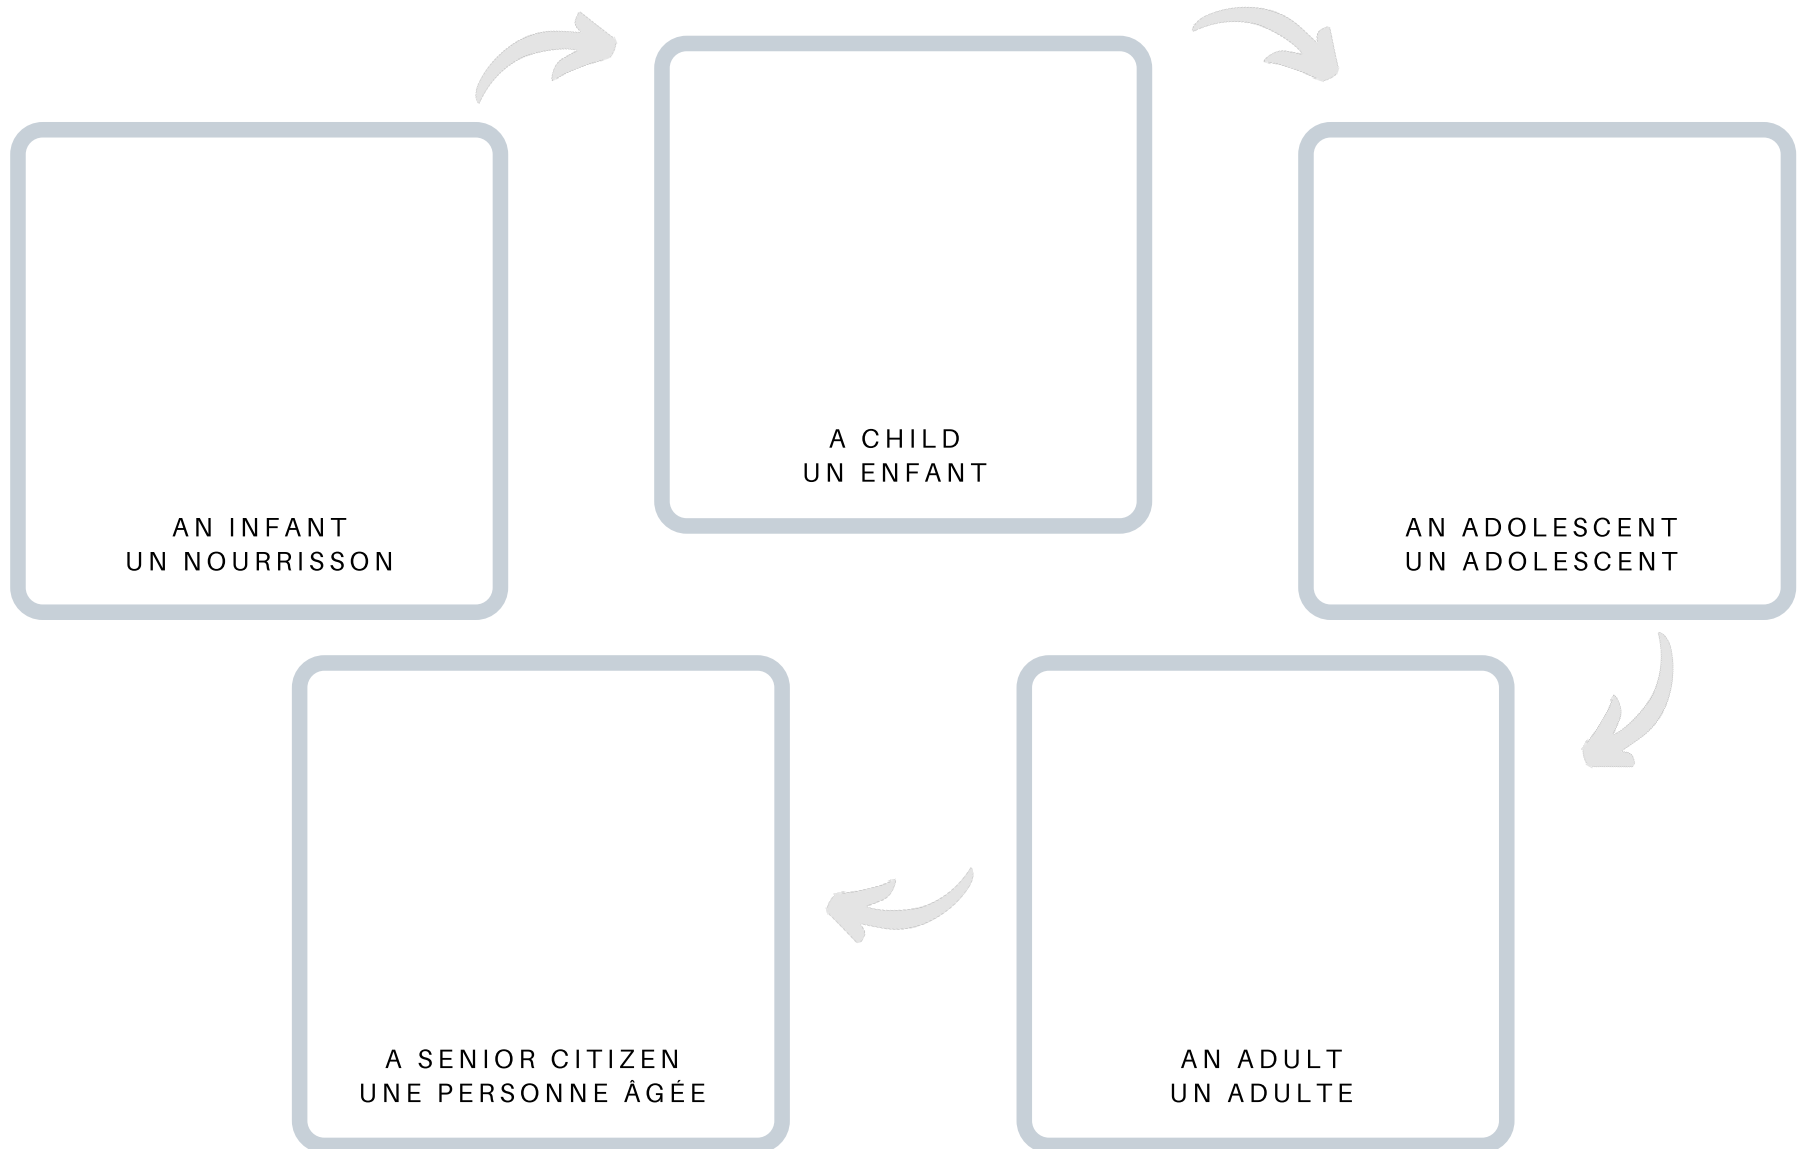 AN INFANT
UN NOURRISSON
A CHILD
UN ENFANT
AN ADOLESCENT
UN ADOLESCENT
AN ADULT
UN ADULTE
A SENIOR CITIZEN
UNE PERSONNE ÂGÉE